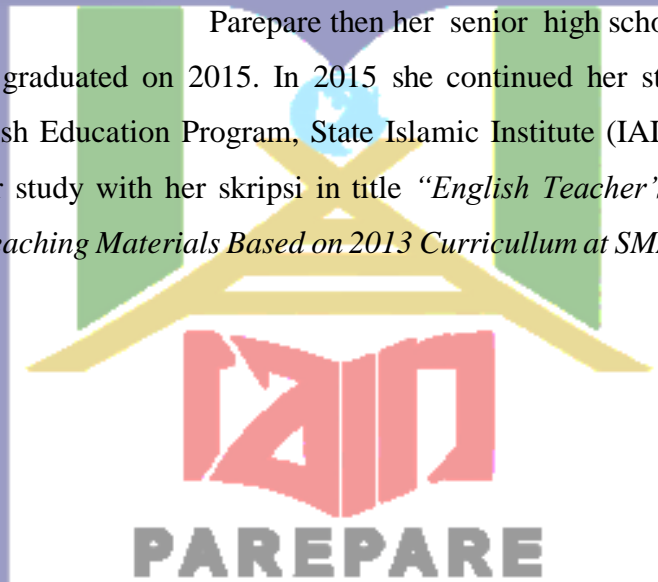 Parepare then her senior high scho
graduated on 2015. In 2015 she continued her st
sh Education Program, State Islamic Institute (IAI
r study with her skripsi in title “English Teacher’s
eaching Materials Based on 2013 Curricullum at SMA
iain
PAREPARE